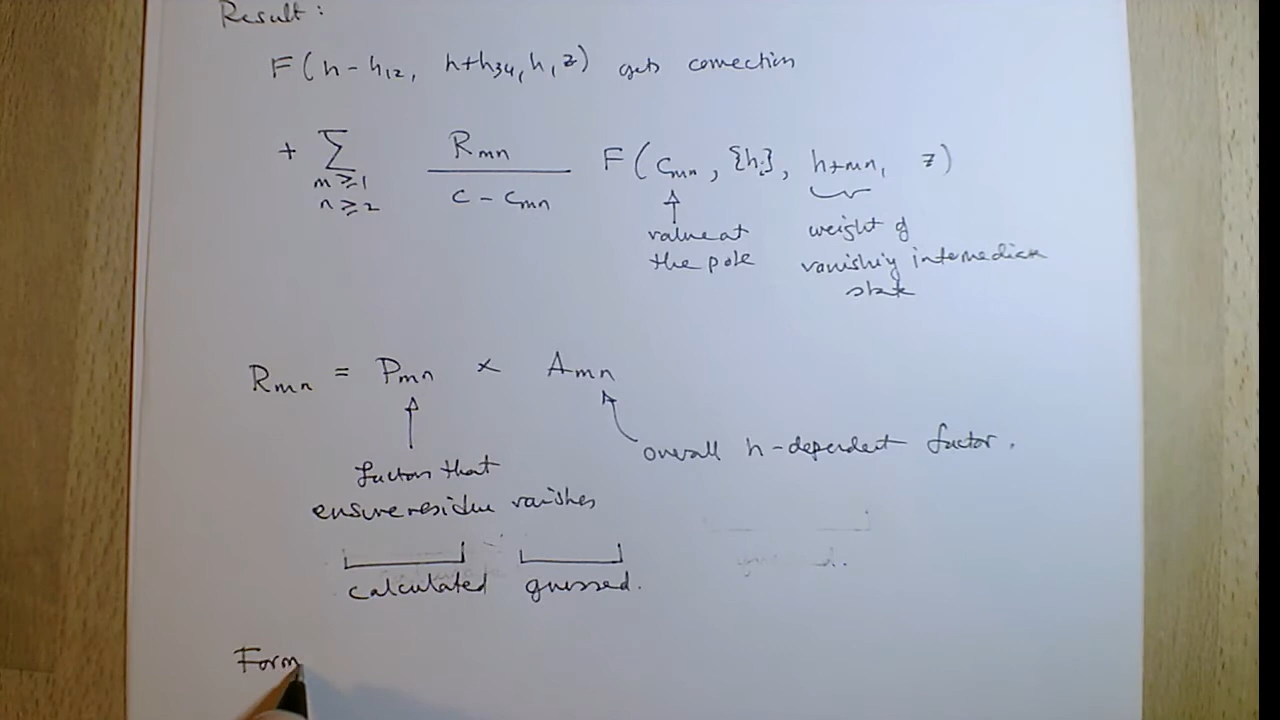 Result:
F(h-h12, h+h34, h, z) gets correction
+ Σ Rmn F(cmn, {hi}, h+mn, z)
m≥1 c - cmn
n≥2
value at weight of
the pole vanishing intermediate
state
Rmn = Pmn × Amn
overall h-dependent factor.
factors that
ensure residue vanishes
calculated guessed.
Form